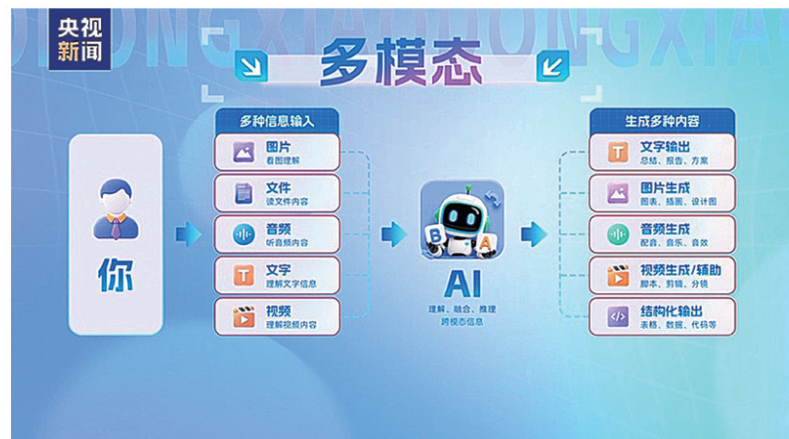 央视
新闻
DONGXIAODONGXIAO
多模态
多种信息输入
图片
看图理解
文件
读文件内容
音频
听音频内容
文字
理解文字信息
视频
理解视频内容
你
B
A
AI
理解、融合、推理
跨模态信息
生成多种内容
文字输出
总结、报告、方案
图片生成
图表、插画、设计图
音频生成
配音、音乐、音效
视频生成/辅助
脚本、剪辑、分镜
结构化输出
表格、数据、代码等